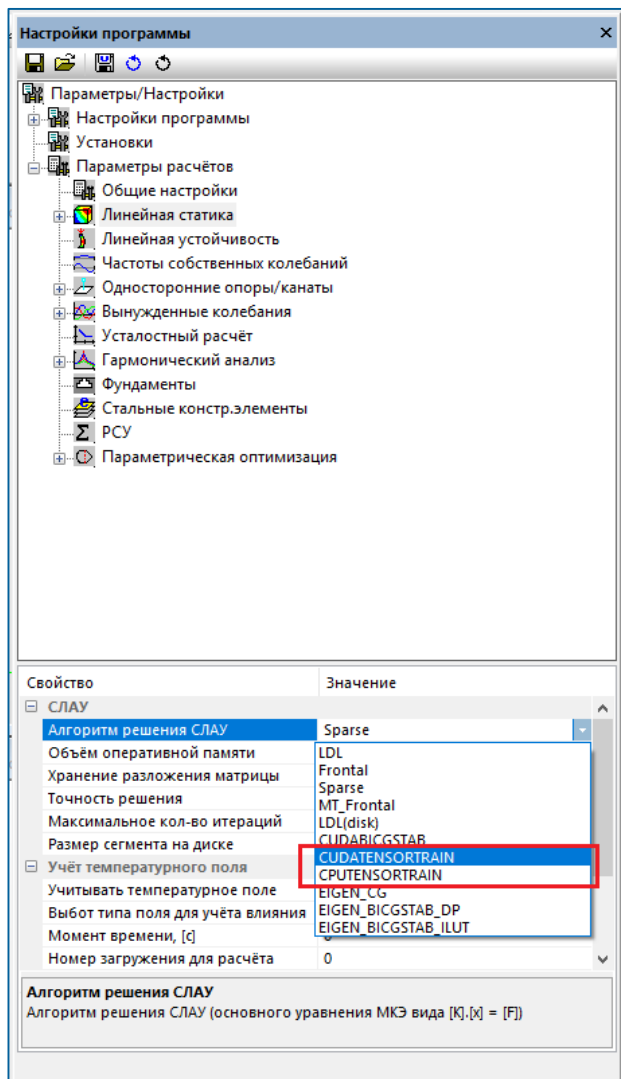 Настройки программы
Параметры/Настройки
Настройки программы
Установки
Параметры расчётов
Общие настройки
Линейная статика
Линейная устойчивость
Частоты собственных колебаний
Односторонние опоры/канаты
Вынужденные колебания
Усталостный расчёт
Гармонический анализ
Фундаменты
Стальные констр.элементы
РСУ
Параметрическая оптимизация
Свойство Значение
СЛАУ
Алгоритм решения СЛАУ Sparse
Объём оперативной памяти
Хранение разложения матрицы
Точность решения
Максимальное кол-во итераций
Размер сегмента на диске
Учёт температурного поля
Учитывать температурное поле
Выбот типа поля для учёта влияния
Момент времени, [с]
Номер загружения для расчёта 0
LDL
Frontal
Sparse
MT_Frontal
LDL(disk)
CUDABICGSTAB
CUDATENSORTRAIN
CPUTENSORTRAIN
EIGEN_CG
EIGEN_BICGSTAB_DP
EIGEN_BICGSTAB_ILUT
Алгоритм решения СЛАУ
Алгоритм решения СЛАУ (основного уравнения МКЭ вида [K].[x] = [F])